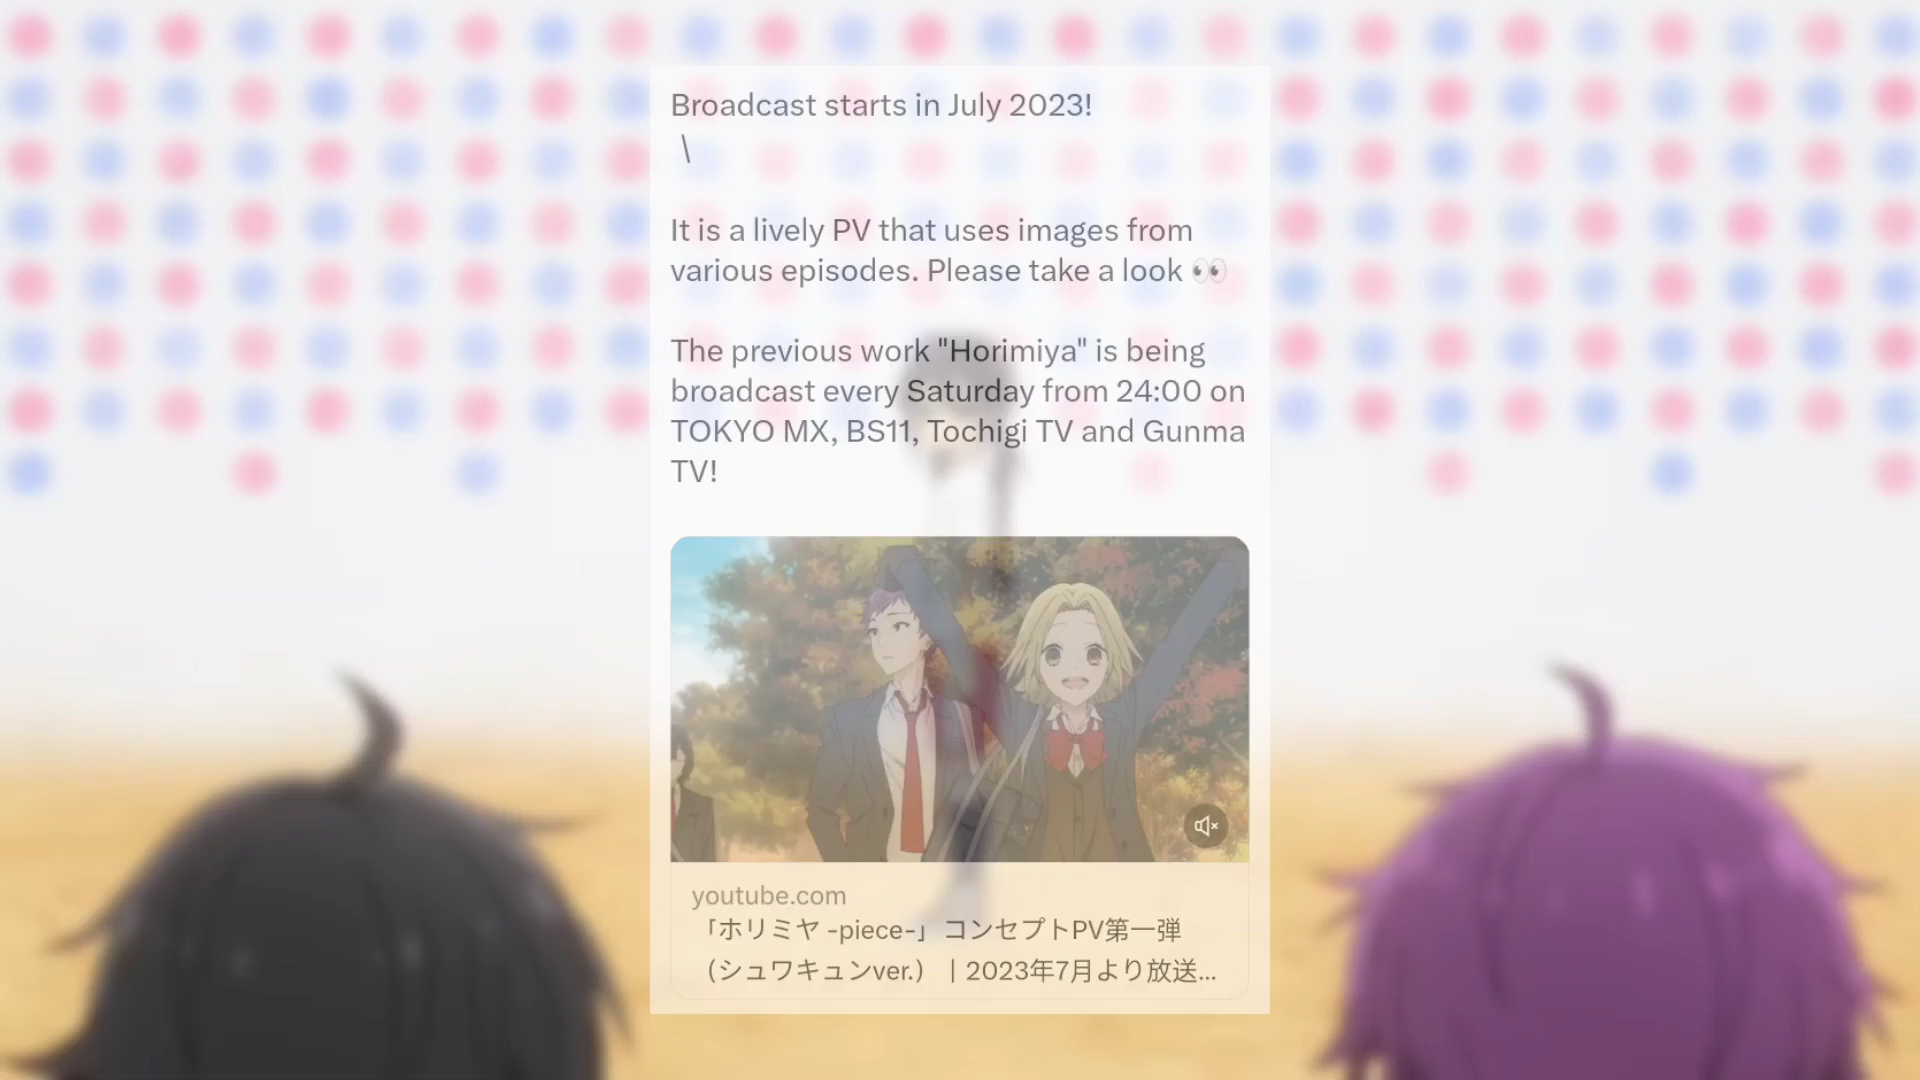 Broadcast starts in July 2023!
\
It is a lively PV that uses images from
various episodes. Please take a look 👀
The previous work "Horimiya" is being
broadcast every Saturday from 24:00 on
TOKYO MX, BS11, Tochigi TV and Gunma
TV!
youtube.com
「ホリミヤ -piece-」 コンセプトPV第一弾
（シュワキュンver.）｜2023年7月より放送...